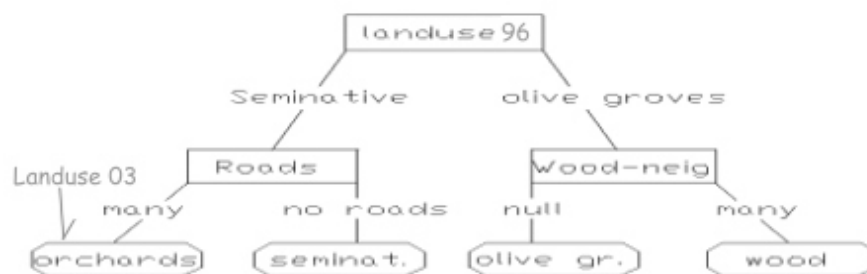 landuse 96
Seminative olive groves
Roads Wood-neig
Landuse 03
many no roads null many
orchards seminat. olive gr. wood